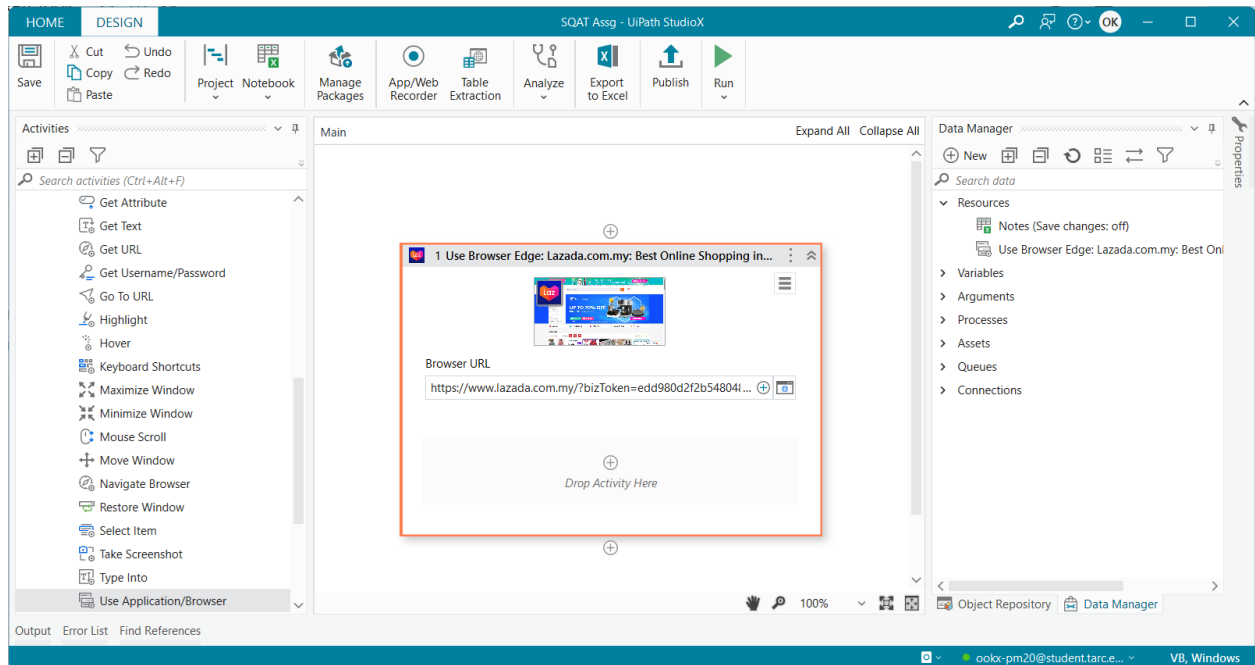 HOME DESIGN SQAT Assg - UiPath StudioX OK
Save Cut Undo Copy Redo Paste
Project Notebook Manage Packages App/Web Recorder Table Extraction Analyze Export to Excel Publish Run
Activities
Search activities (Ctrl+Alt+F)
Get Attribute
Get Text
Get URL
Get Username/Password
Go To URL
Highlight
Hover
Keyboard Shortcuts
Maximize Window
Minimize Window
Mouse Scroll
Move Window
Navigate Browser
Restore Window
Select Item
Take Screenshot
Type Into
Use Application/Browser
Main Expand All Collapse All
1 Use Browser Edge: Lazada.com.my: Best Online Shopping in...
Laz
Browser URL
https://www.lazada.com.my/?bizToken=edd980d2f2b54804...
Drop Activity Here
100%
Data Manager
New
Search data
Resources
Notes (Save changes: off)
Use Browser Edge: Lazada.com.my: Best Onl
Variables
Arguments
Processes
Assets
Queues
Connections
Object Repository Data Manager
Properties
Output Error List Find References
ookx-pm20@student.tarc.e... VB, Windows